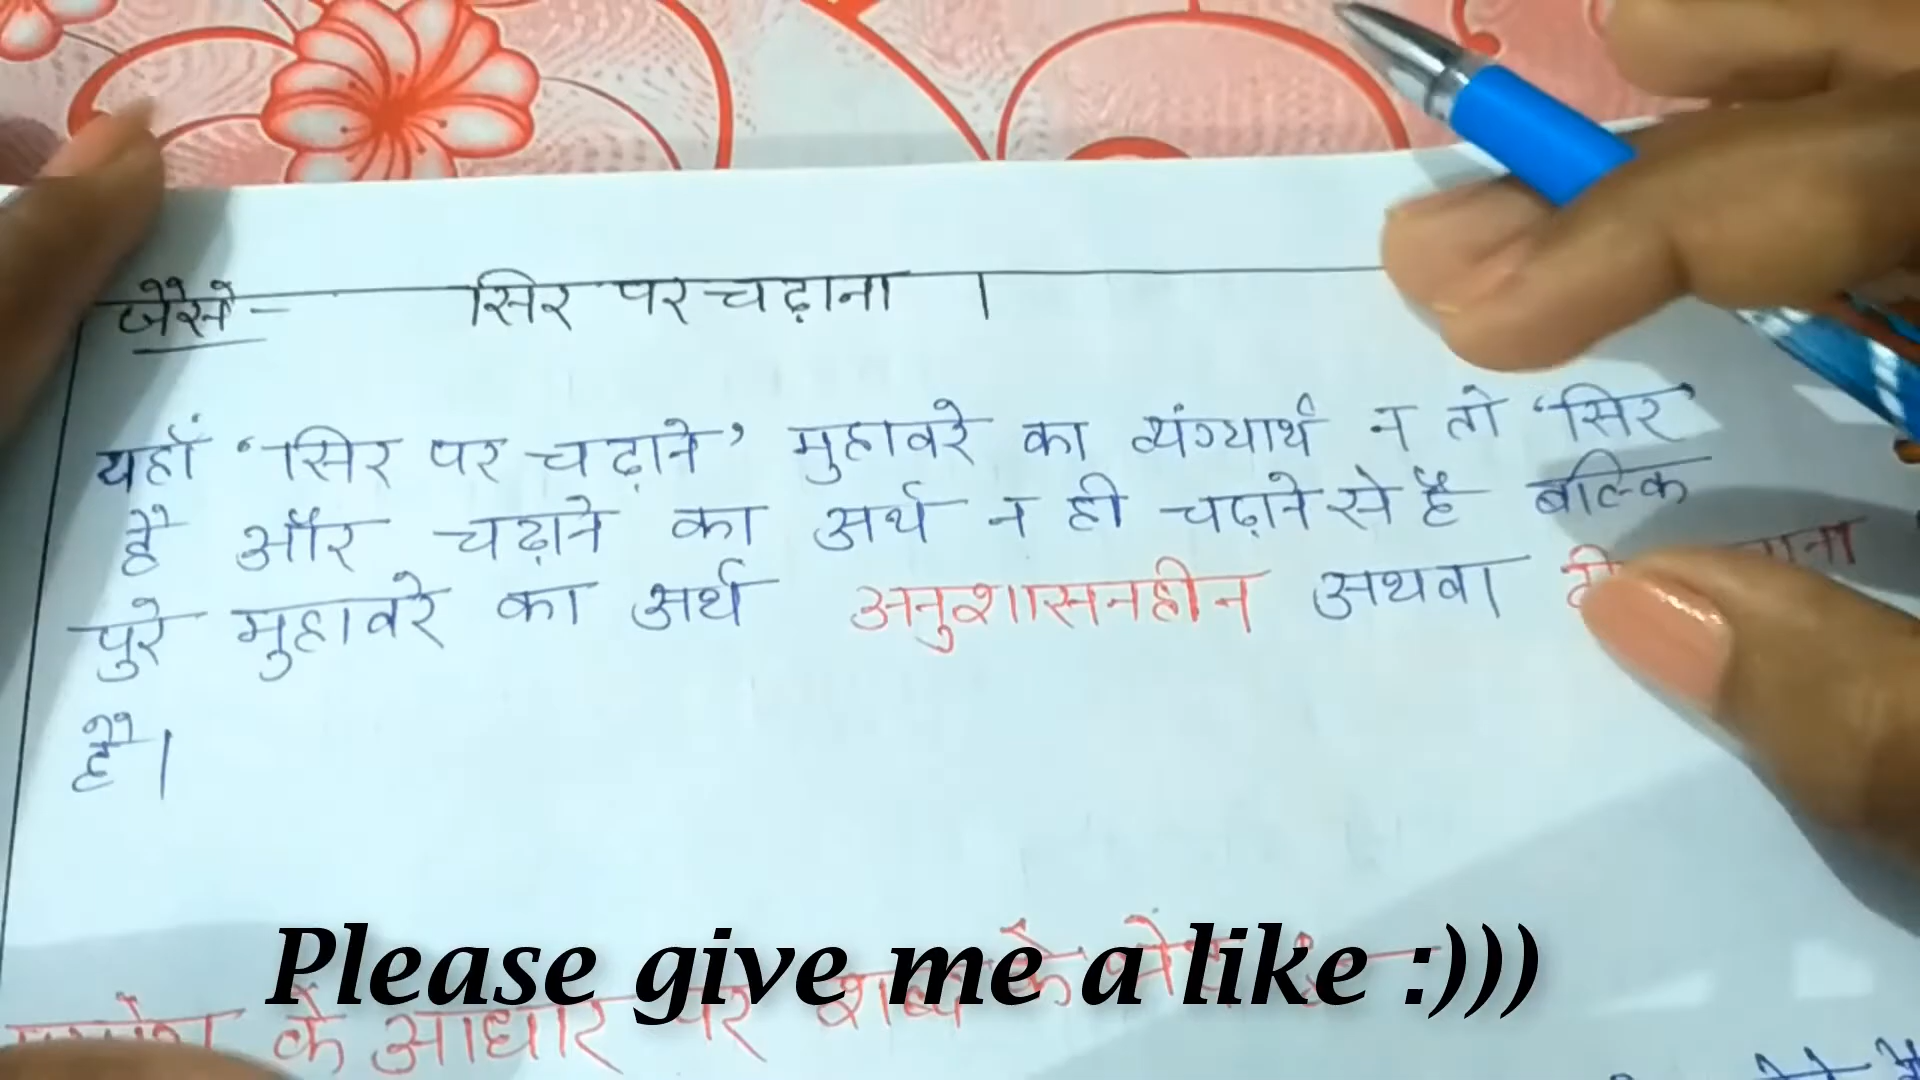 जैसे - सिर पर चढ़ाना ।
यहाँ ‘सिर पर चढ़ाने’ मुहावरे का व्यंग्यार्थ न तो ‘सिर’
है और चढ़ाने का अर्थ न ही चढ़ाने से है बल्कि
पुरे मुहावरे का अर्थ अनुशासनहीन अथवा
है।
Please give me a like :)))
के आधार पर शब्द के